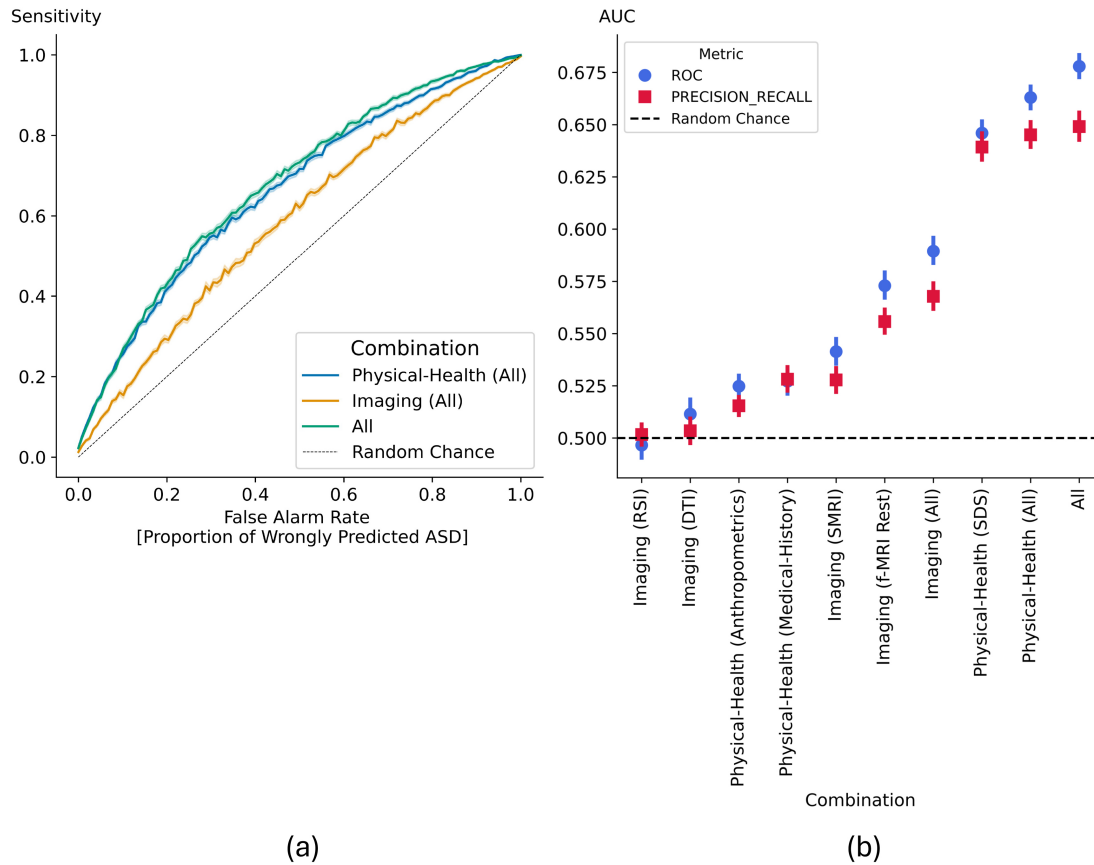 Sensitivity
1.0
0.8
0.6
0.4
0.2
0.0
0.0 0.2 0.4 0.6 0.8 1.0
False Alarm Rate
[Proportion of Wrongly Predicted ASD]
Combination
Physical-Health (All)
Imaging (All)
All
Random Chance
(a)
AUC
0.675
0.650
0.625
0.600
0.575
0.550
0.525
0.500
Metric
ROC
PRECISION_RECALL
Random Chance
Imaging (RSI)
Imaging (DTI)
Physical-Health (Anthropometrics)
Physical-Health (Medical-History)
Imaging (SMRI)
Imaging (f-MRI Rest)
Imaging (All)
Physical-Health (SDS)
Physical-Health (All)
All
Combination
(b)